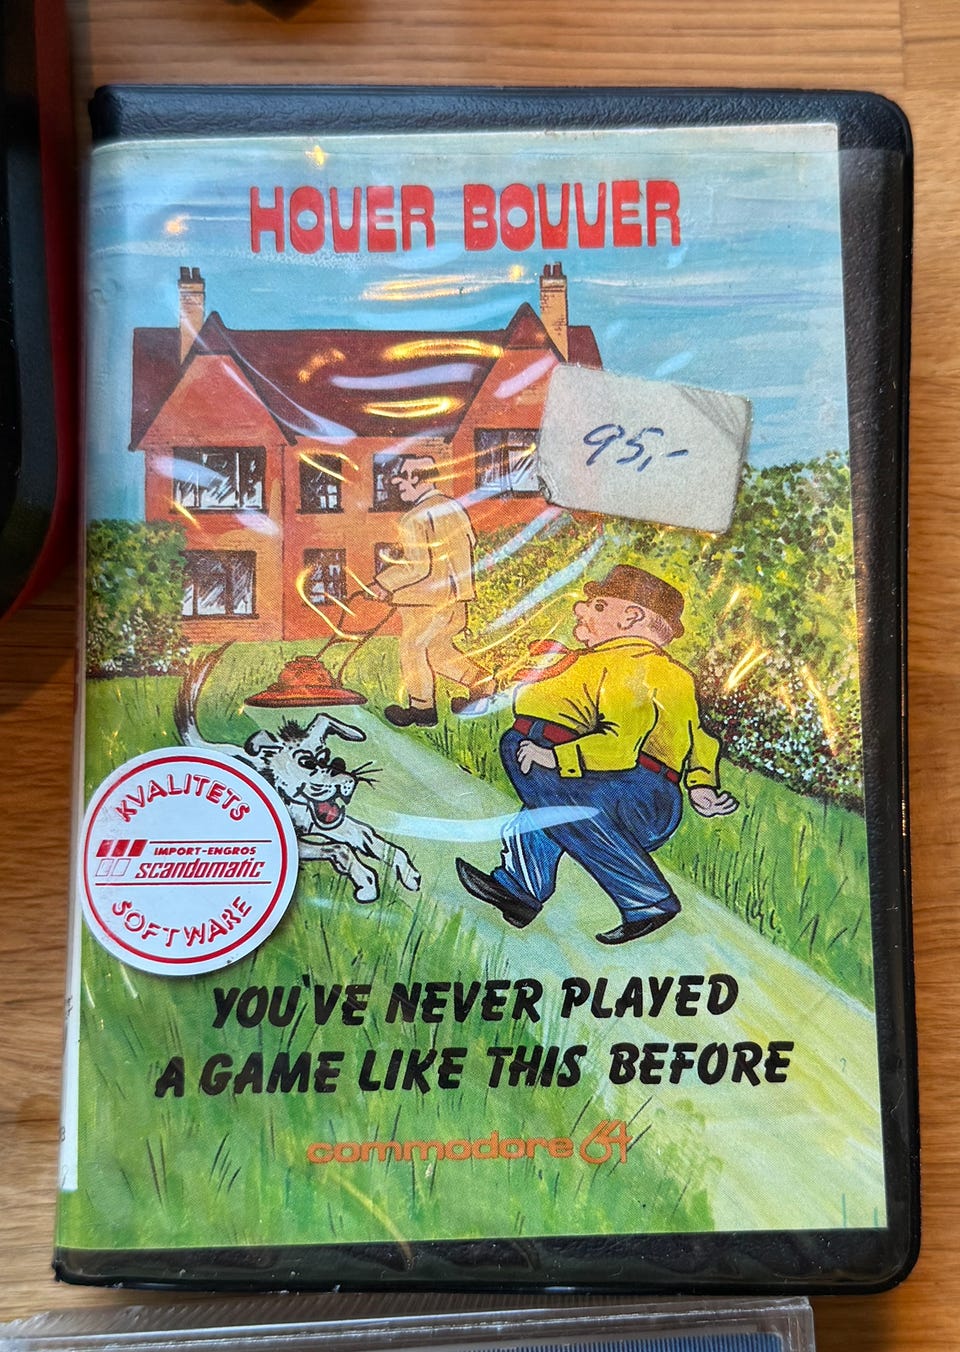 HOVER BOVVER
95,-
KVALITETS
IMPORT-ENGROS
scandomatic
SOFTWARE
YOU'VE NEVER PLAYED
A GAME LIKE THIS BEFORE
commodore 64